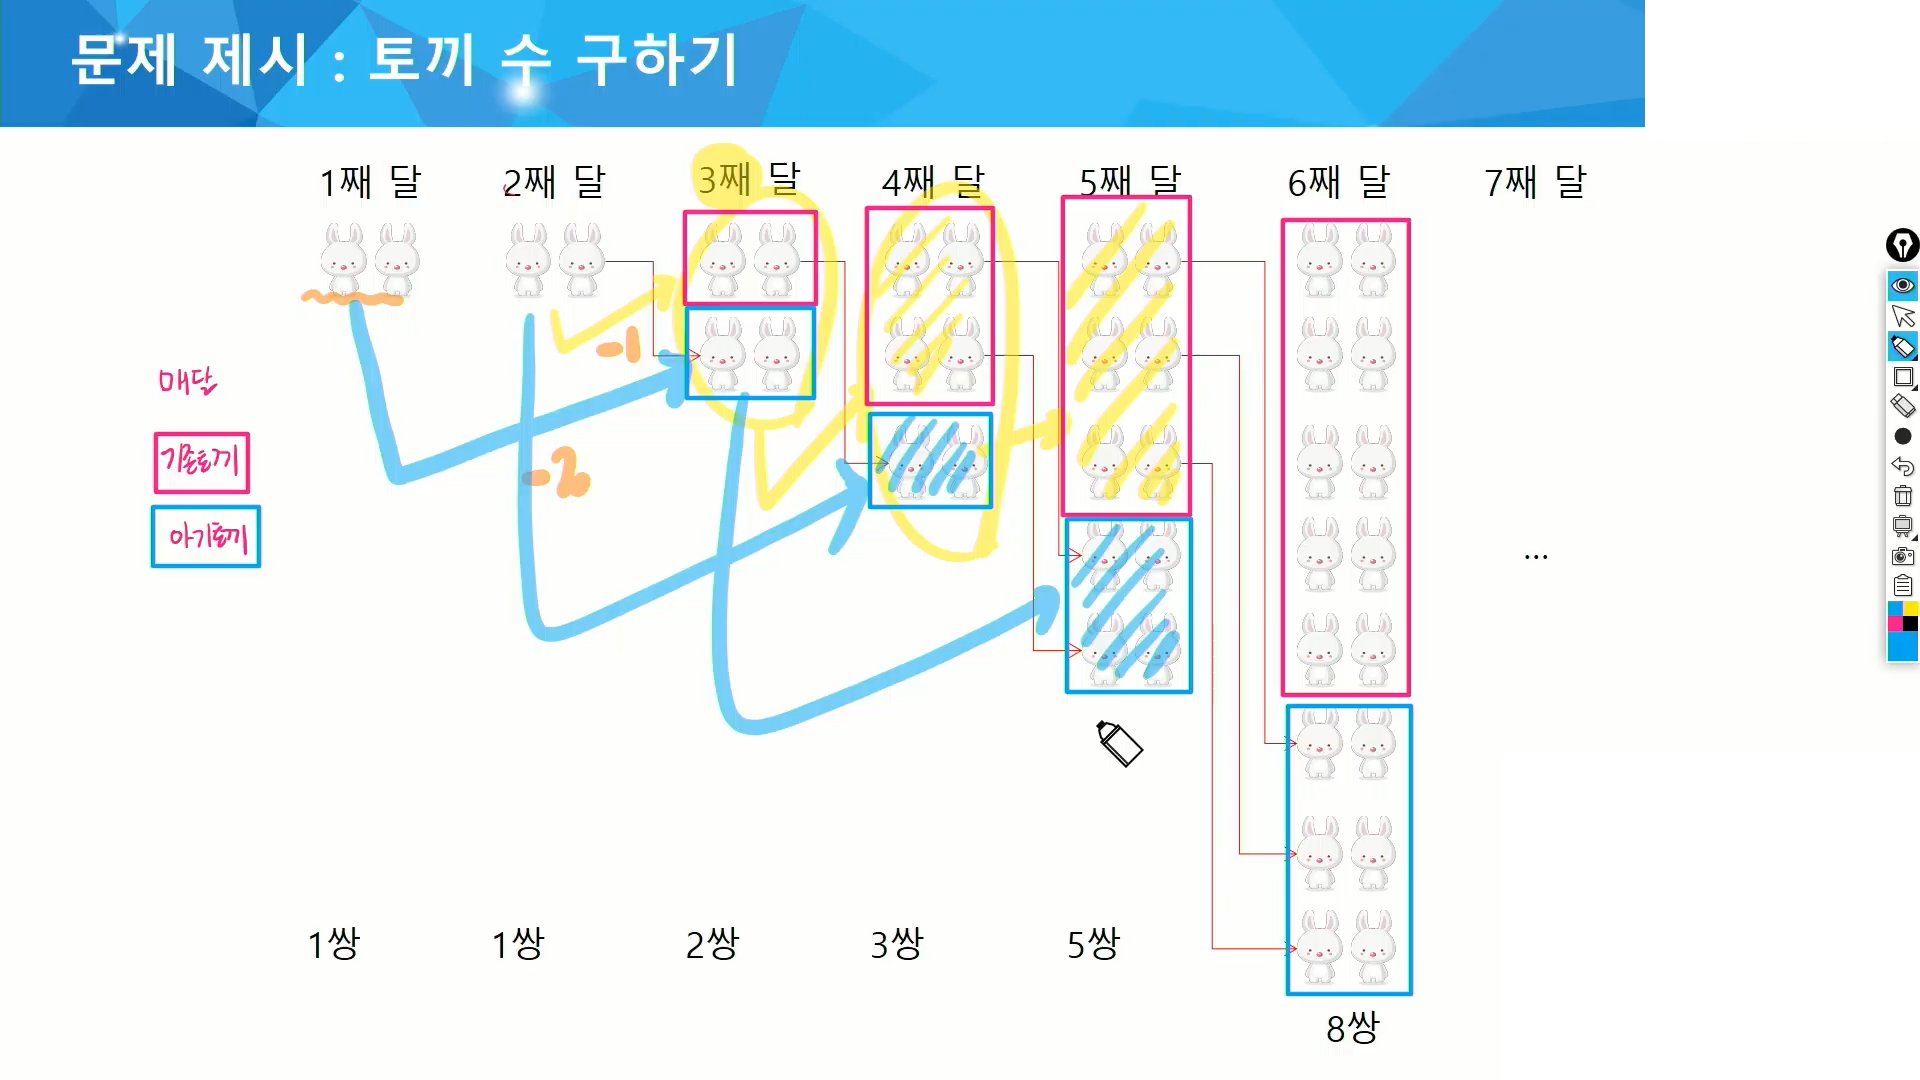 문제 제시 : 토끼 수 구하기
1째 달 2째 달 3째 달 4째 달 5째 달 6째 달 7째 달
-1
매달
기존토끼
-2
아기토끼
...
1쌍 1쌍 2쌍 3쌍 5쌍
8쌍